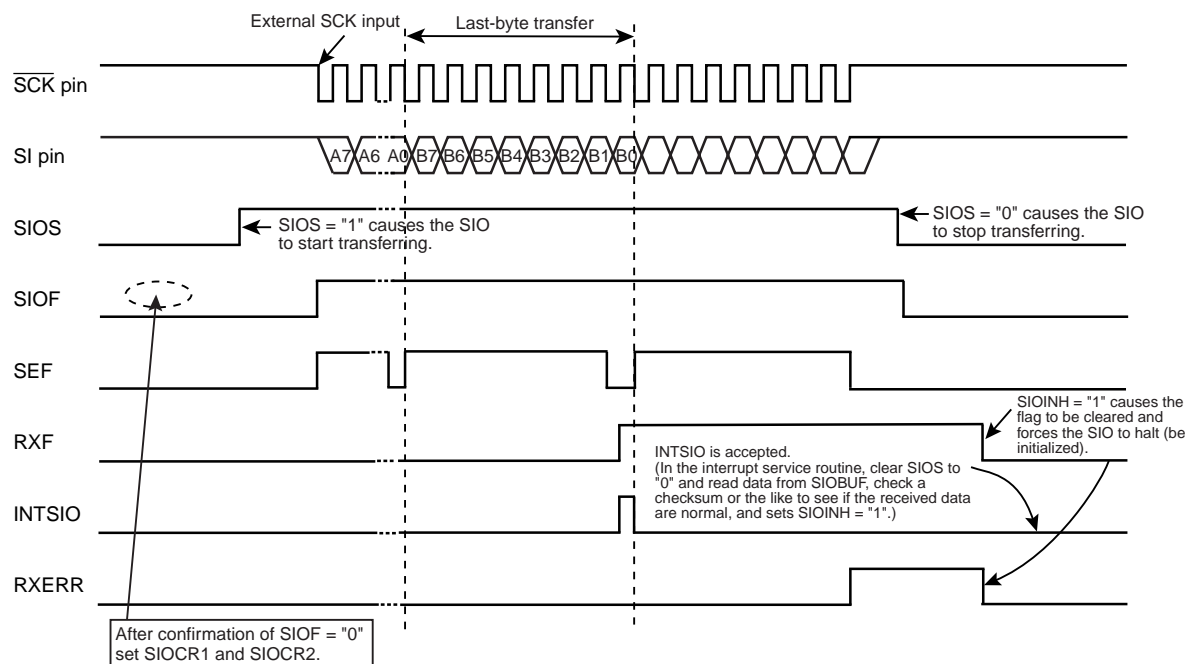 External SCK input
Last-byte transfer
SCK pin
SI pin
A7 A6 A0 B7 B6 B5 B4 B3 B2 B1 B0
SIOS
SIOS = "1" causes the SIO
to start transferring.
SIOS = "0" causes the SIO
to stop transferring.
SIOF
SEF
SIOINH = "1" causes the
flag to be cleared and
forces the SIO to halt (be
initialized).
RXF
INTSIO is accepted.
(In the interrupt service routine, clear SIOS to
"0" and read data from SIOBUF, check a
checksum or the like to see if the received data
are normal, and sets SIOINH = "1".)
INTSIO
RXERR
After confirmation of SIOF = "0"
set SIOCR1 and SIOCR2.